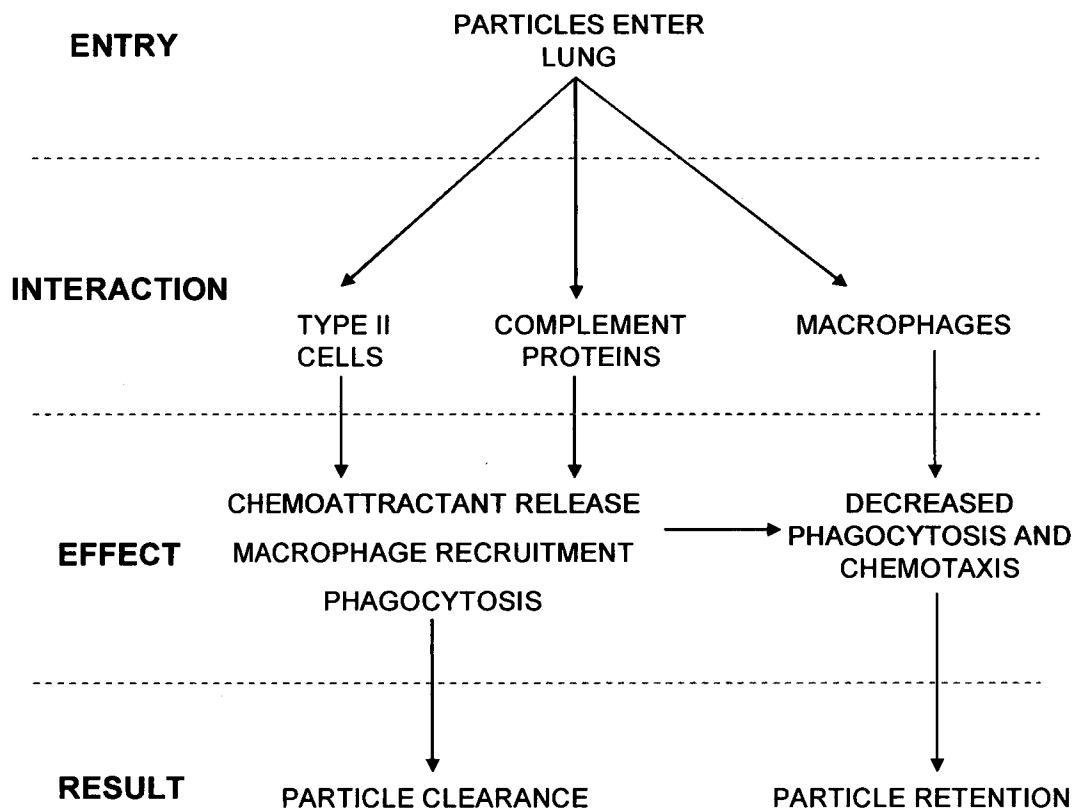 ENTRY
PARTICLES ENTER
LUNG
INTERACTION
TYPE II
CELLS
COMPLEMENT
PROTEINS
MACROPHAGES
EFFECT
CHEMOATTRACTANT RELEASE
MACROPHAGE RECRUITMENT
PHAGOCYTOSIS
DECREASED
PHAGOCYTOSIS AND
CHEMOTAXIS
RESULT
PARTICLE CLEARANCE
PARTICLE RETENTION